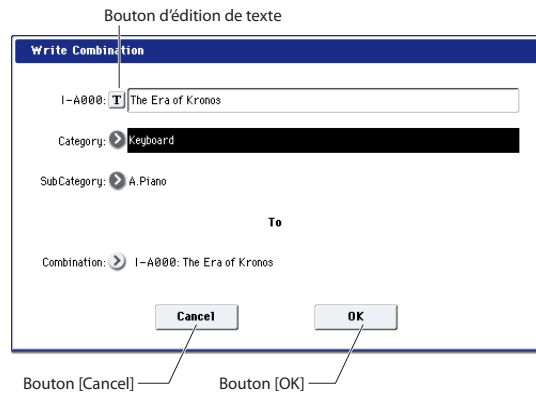 Bouton d'édition de texte
Write Combination
I-A000: T The Era of Kronos
Category: Keyboard
SubCategory: A.Piano
To
Combination: I-A000: The Era of Kronos
Cancel OK
Bouton [Cancel] Bouton [OK]